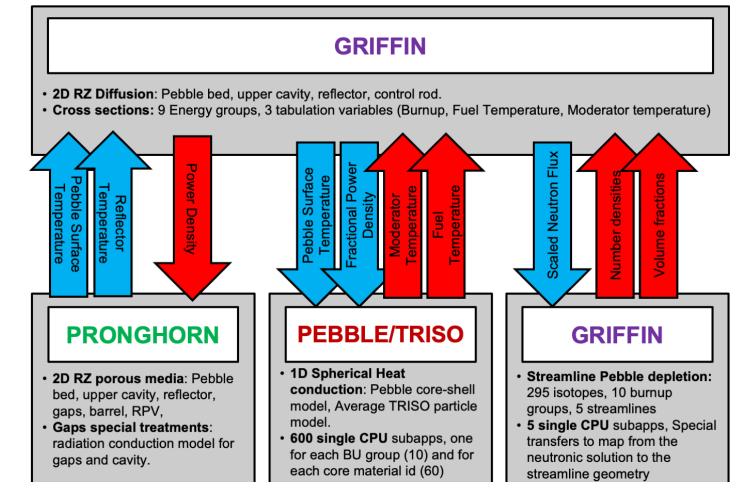 GRIFFIN
• 2D RZ Diffusion: Pebble bed, upper cavity, reflector, control rod.
• Cross sections: 9 Energy groups, 3 tabulation variables (Burnup, Fuel Temperature, Moderator temperature)
Pebble Surface
Temperature
Reflector
Temperature
Power Density
Pebble Surface
Temperature
Fractional Power
Density
Moderator
Temperature
Fuel
Temperature
Scaled Neutron Flux
Number densities
Volume fractions
PRONGHORN
• 2D RZ porous media: Pebble
bed, upper cavity, reflector,
gaps, barrel, RPV,
• Gaps special treatments:
radiation conduction model for
gaps and cavity.
PEBBLE/TRISO
• 1D Spherical Heat
conduction: Pebble core-shell
model, Average TRISO particle
model.
• 600 single CPU subapps, one
for each BU group (10) and for
each core material id (60)
GRIFFIN
• Streamline Pebble depletion:
295 isotopes, 10 burnup
groups, 5 streamlines
• 5 single CPU subapps, Special
transfers to map from the
neutronic solution to the
streamline geometry